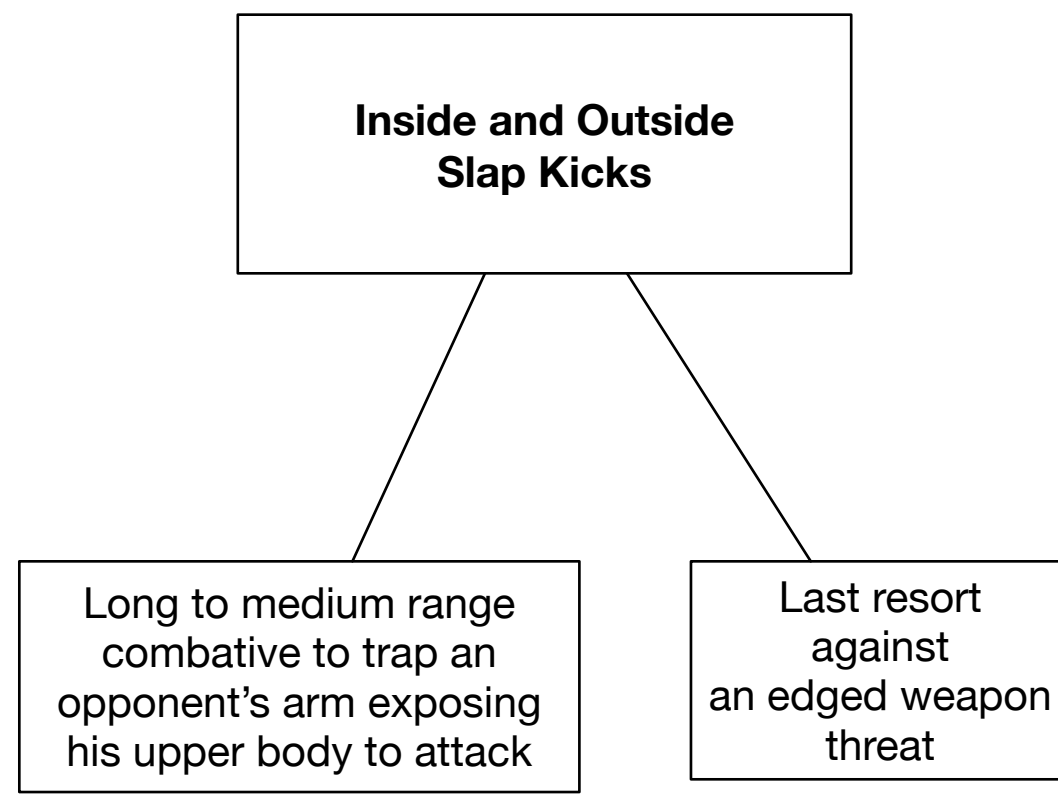 Inside and Outside
Slap Kicks
Long to medium range
combative to trap an
opponent’s arm exposing
his upper body to attack
Last resort
against
an edged weapon
threat